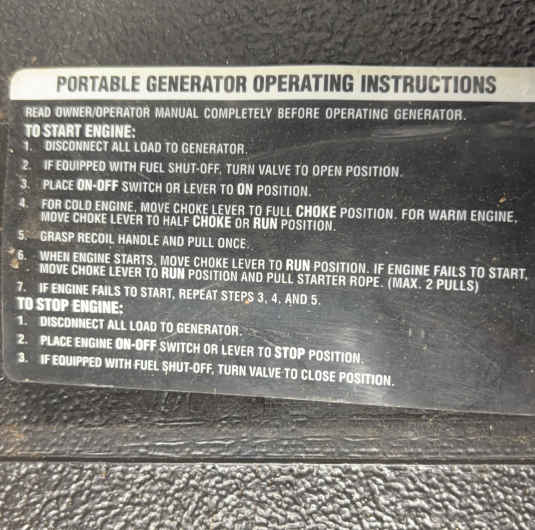 PORTABLE GENERATOR OPERATING INSTRUCTIONS
READ OWNER/OPERATOR MANUAL COMPLETELY BEFORE OPERATING GENERATOR.
TO START ENGINE:
1. DISCONNECT ALL LOAD TO GENERATOR.
2. IF EQUIPPED WITH FUEL SHUT-OFF, TURN VALVE TO OPEN POSITION.
3. PLACE ON-OFF SWITCH OR LEVER TO ON POSITION.
4. FOR COLD ENGINE, MOVE CHOKE LEVER TO FULL CHOKE POSITION. FOR WARM ENGINE,
MOVE CHOKE LEVER TO HALF CHOKE OR RUN POSITION.
5. GRASP RECOIL HANDLE AND PULL ONCE.
6. WHEN ENGINE STARTS, MOVE CHOKE LEVER TO RUN POSITION. IF ENGINE FAILS TO START,
MOVE CHOKE LEVER TO RUN POSITION AND PULL STARTER ROPE. (MAX. 2 PULLS)
7. IF ENGINE FAILS TO START, REPEAT STEPS 3, 4, AND 5.
TO STOP ENGINE:
1. DISCONNECT ALL LOAD TO GENERATOR.
2. PLACE ENGINE ON-OFF SWITCH OR LEVER TO STOP POSITION.
3. IF EQUIPPED WITH FUEL SHUT-OFF, TURN VALVE TO CLOSE POSITION.